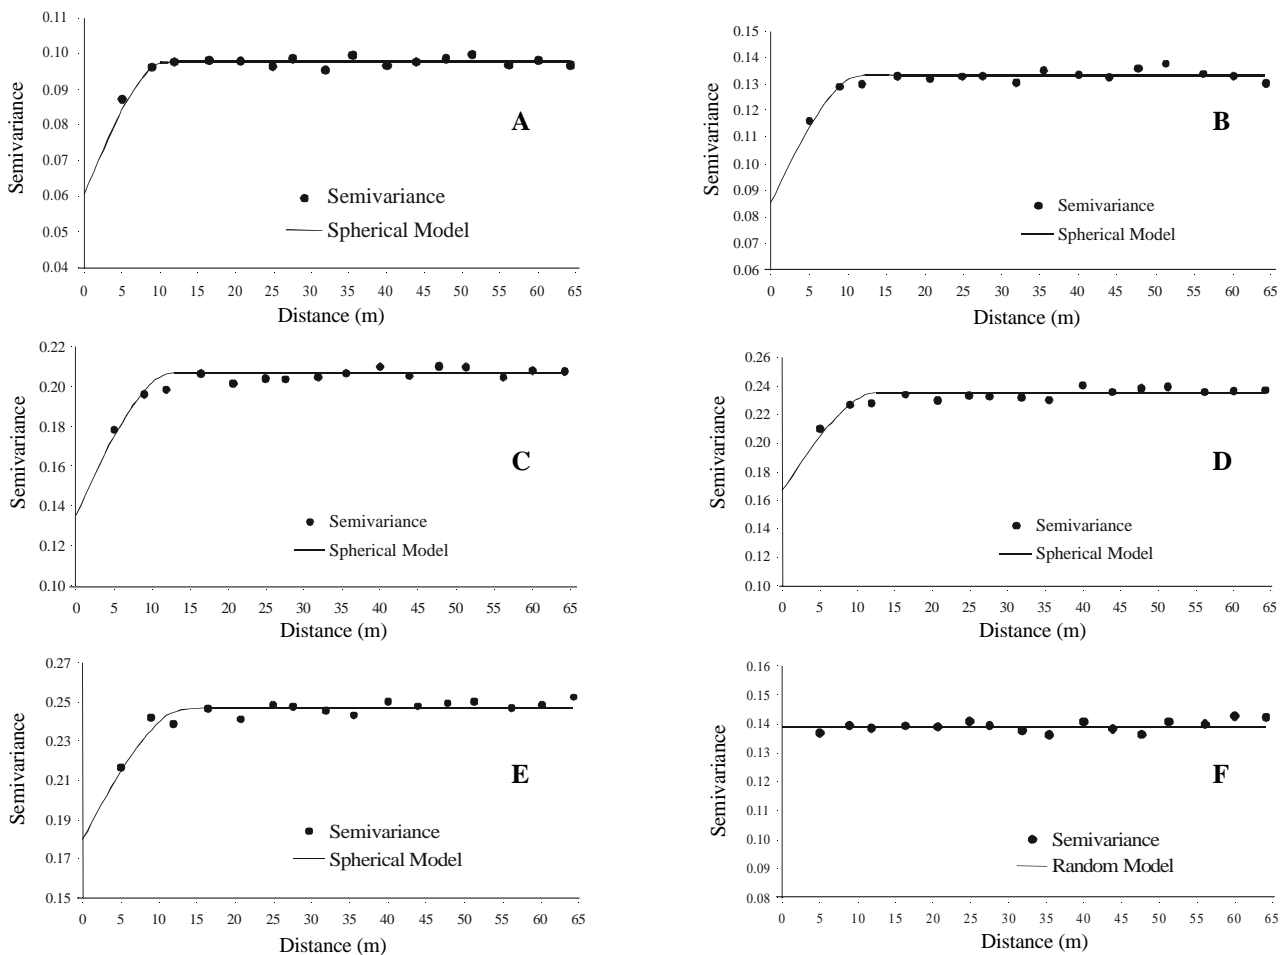 0.11
0.10
0.09
0.08
0.07
0.06
0.05
0.04
Semivariance
A
Semivariance
Spherical Model
0 5 10 15 20 25 30 35 40 45 50 55 60 65
Distance (m)
0.15
0.14
0.13
0.12
0.11
0.10
0.09
0.08
0.07
0.06
Semivariance
B
Semivariance
Spherical Model
0 5 10 15 20 25 30 35 40 45 50 55 60 65
Distance (m)
0.22
0.20
0.18
0.16
0.14
0.12
0.10
Semivariance
C
Semivariance
Spherical Model
0 5 10 15 20 25 30 35 40 45 50 55 60 65
Distance (m)
0.26
0.24
0.22
0.20
0.18
0.16
0.14
0.12
0.10
Semivariance
D
Semivariance
Spherical Model
0 5 10 15 20 25 30 35 40 45 50 55 60 65
Distance (m)
0.27
0.25
0.23
0.21
0.19
0.17
0.15
Semivariance
E
Semivariance
Spherical Model
0 5 10 15 20 25 30 35 40 45 50 55 60 65
Distance (m)
0.16
0.15
0.14
0.13
0.12
0.11
0.10
0.09
0.08
Semivariance
F
Semivariance
Random Model
0 5 10 15 20 25 30 35 40 45 50 55 60 65
Distance (m)